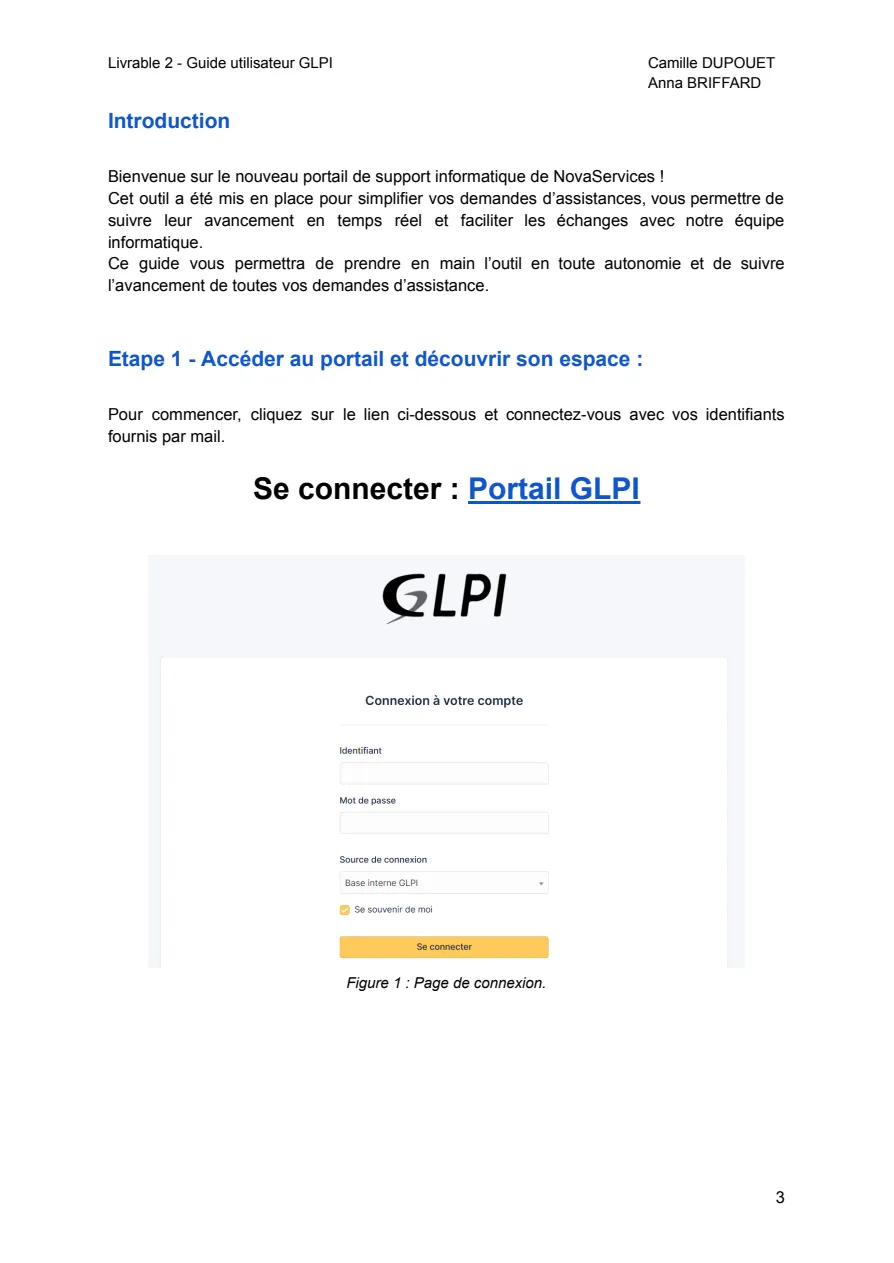 Livrable 2 - Guide utilisateur GLPI
Camille DUPOUET
Anna BRIFFARD
Introduction
Bienvenue sur le nouveau portail de support informatique de NovaServices !
Cet outil a été mis en place pour simplifier vos demandes d’assistances, vous permettre de
suivre leur avancement en temps réel et faciliter les échanges avec notre équipe
informatique.
Ce guide vous permettra de prendre en main l’outil en toute autonomie et de suivre
l’avancement de toutes vos demandes d’assistance.
Etape 1 - Accéder au portail et découvrir son espace :
Pour commencer, cliquez sur le lien ci-dessous et connectez-vous avec vos identifiants
fournis par mail.
Se connecter : Portail GLPI
GLPI
Connexion à votre compte
Identifiant
Mot de passe
Source de connexion
Base interne GLPI
Se souvenir de moi
Se connecter
Figure 1 : Page de connexion.
3